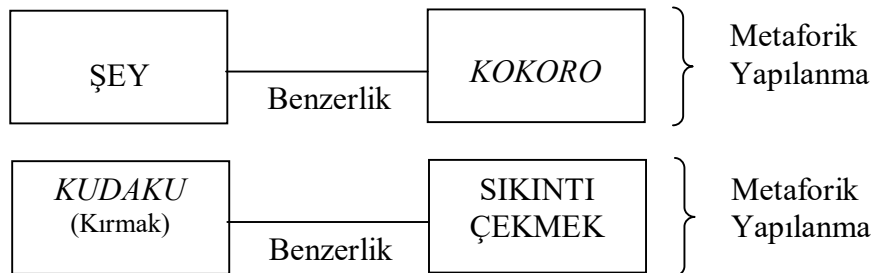 ŞEY
Benzerlik
KOKORO
Metaforik
Yapılanma
KUDAKU
(Kırmak)
Benzerlik
SIKINTI
ÇEKMEK
Metaforik
Yapılanma